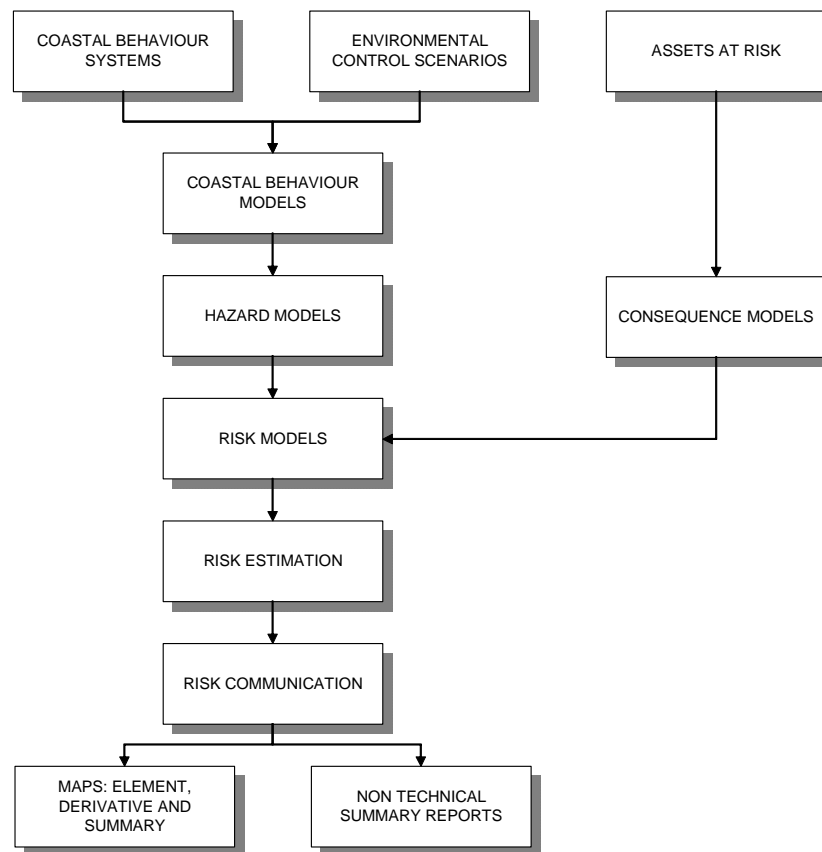 COASTAL BEHAVIOUR
SYSTEMS
ENVIRONMENTAL
CONTROL SCENARIOS
ASSETS AT RISK
COASTAL BEHAVIOUR
MODELS
HAZARD MODELS
CONSEQUENCE MODELS
RISK MODELS
RISK ESTIMATION
RISK COMMUNICATION
MAPS: ELEMENT,
DERIVATIVE AND
SUMMARY
NON TECHNICAL
SUMMARY REPORTS